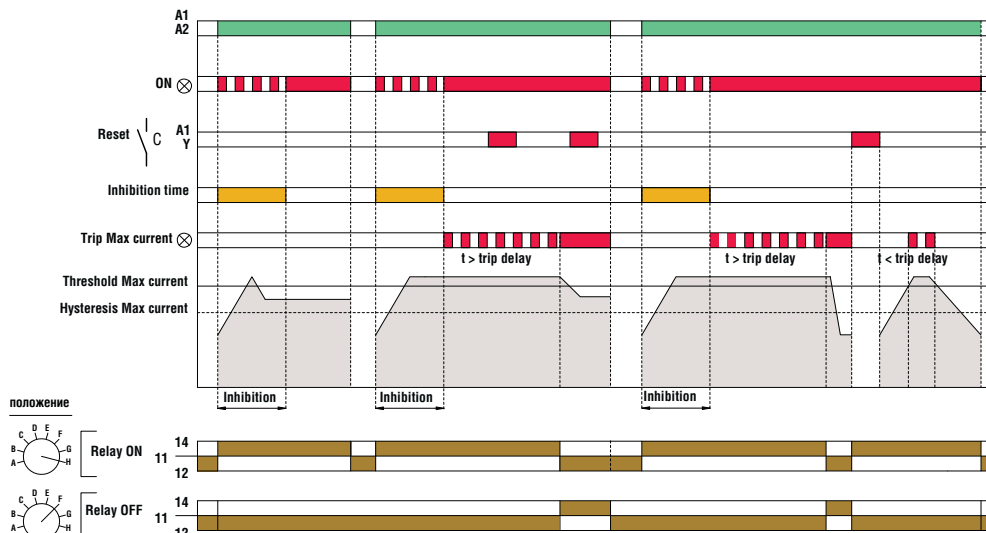 A1
A2
ON
Reset C A1
Y
Inhibition time
Trip Max current
t > trip delay t > trip delay t < trip delay
Threshold Max current
Hysteresis Max current
Inhibition Inhibition Inhibition
положение
A B C D E F G H
Relay ON 11 14
12
A B C D E F G H
Relay OFF 11 14
12